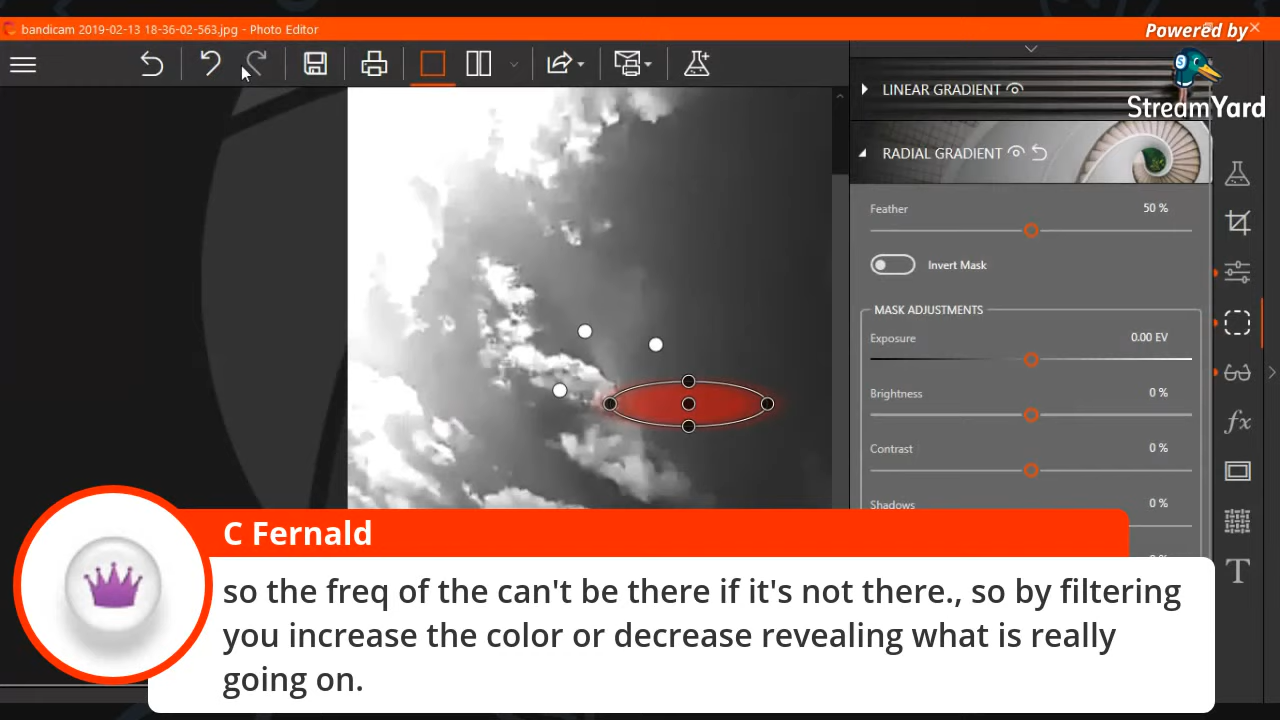 bandicam 2019-02-13 18-36-02-563.jpg - Photo Editor
Powered by
StreamYard
LINEAR GRADIENT
RADIAL GRADIENT
Feather 50 %
Invert Mask
MASK ADJUSTMENTS
Exposure 0.00 EV
Brightness 0 %
Contrast 0 %
Shadows 0 %
fx
T
C Fernald
so the freq of the can't be there if it's not there., so by filtering
you increase the color or decrease revealing what is really
going on.